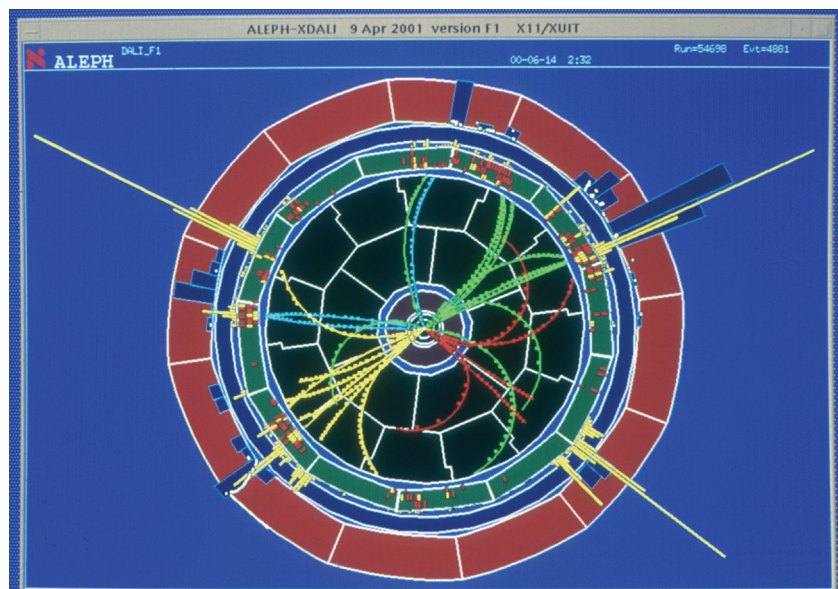 ALEPH-XDALI 9 Apr 2001 version F1 X11/XUIT
ALEPH DALI_F1 00-06-14 2:32 Run=54698 Evt=4881